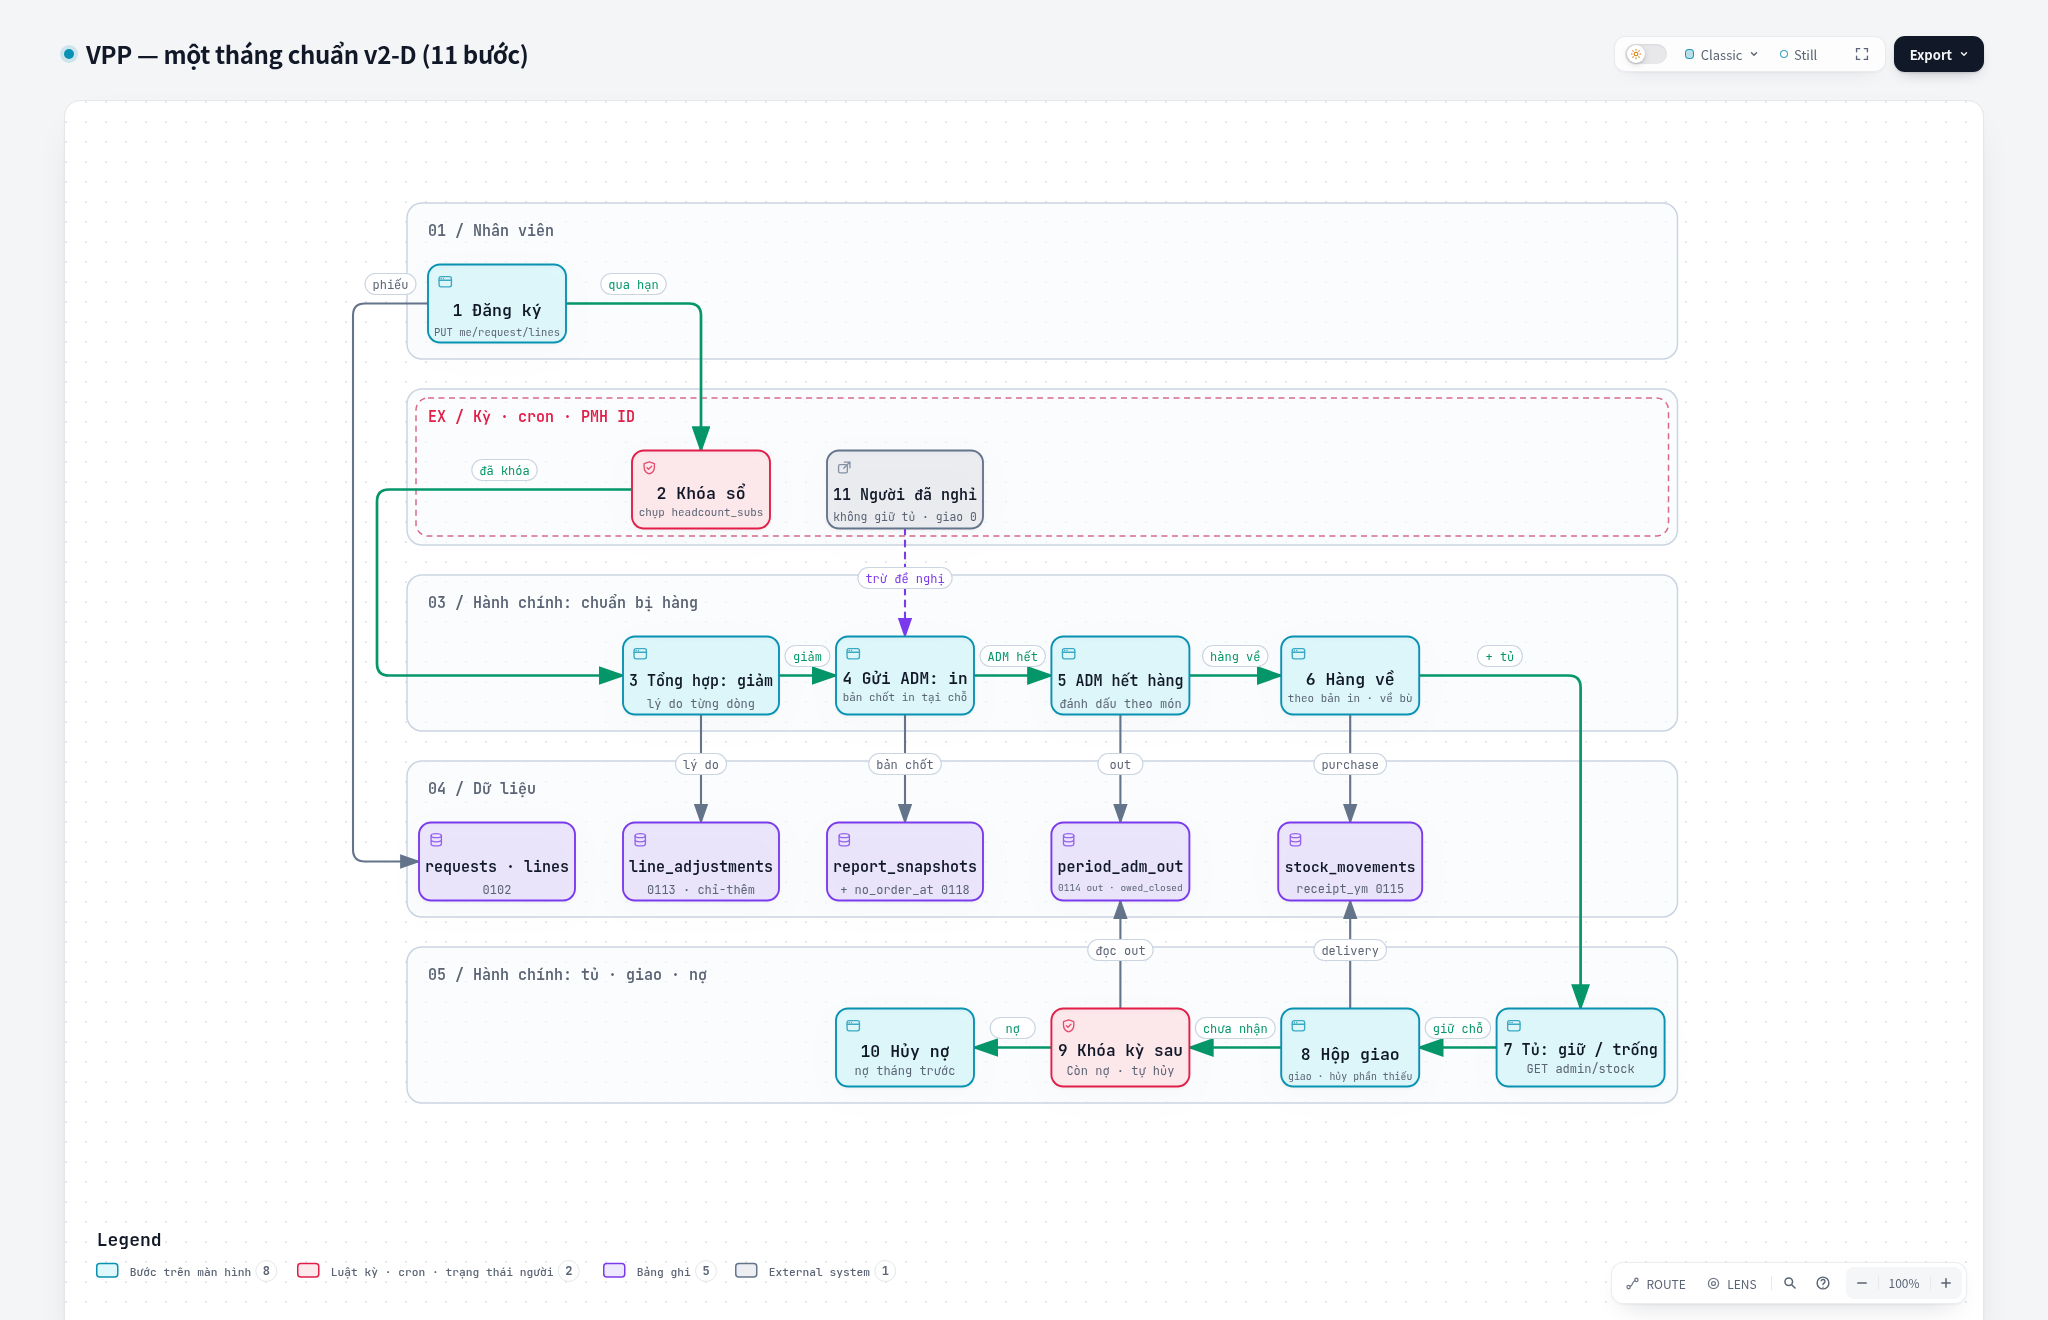 VPP — một tháng chuẩn v2-D (11 bước)
Classic
Still
Export
01 / Nhân viên
phiếu
1 Đăng ký
PUT me/request/lines
qua hạn
EX / Kỳ · cron · PMH ID
đã khóa
2 Khóa sổ
chụp headcount_subs
11 Người đã nghỉ
không giữ tủ · giao 0
trừ đề nghị
03 / Hành chính: chuẩn bị hàng
3 Tổng hợp: giảm
lý do từng dòng
giảm
4 Gửi ADM: in
bản chốt in tại chỗ
ADM hết
5 ADM hết hàng
đánh dấu theo món
hàng về
6 Hàng về
theo bản in · về bù
+ tủ
lý do
bản chốt
out
purchase
04 / Dữ liệu
requests · lines
0102
line_adjustments
0113 · chỉ-thêm
report_snapshots
+ no_order_at 0118
period_adm_out
0114 out · owed_closed
stock_movements
receipt_ym 0115
đọc out
delivery
05 / Hành chính: tủ · giao · nợ
10 Hủy nợ
nợ tháng trước
nợ
9 Khóa kỳ sau
Còn nợ · tự hủy
chưa nhận
8 Hộp giao
giao · hủy phần thiếu
giữ chỗ
7 Tủ: giữ / trống
GET admin/stock
Legend
Bước trên màn hình 8
Luật kỳ · cron · trạng thái người 2
Bảng ghi 5
External system 1
ROUTE
LENS
100%